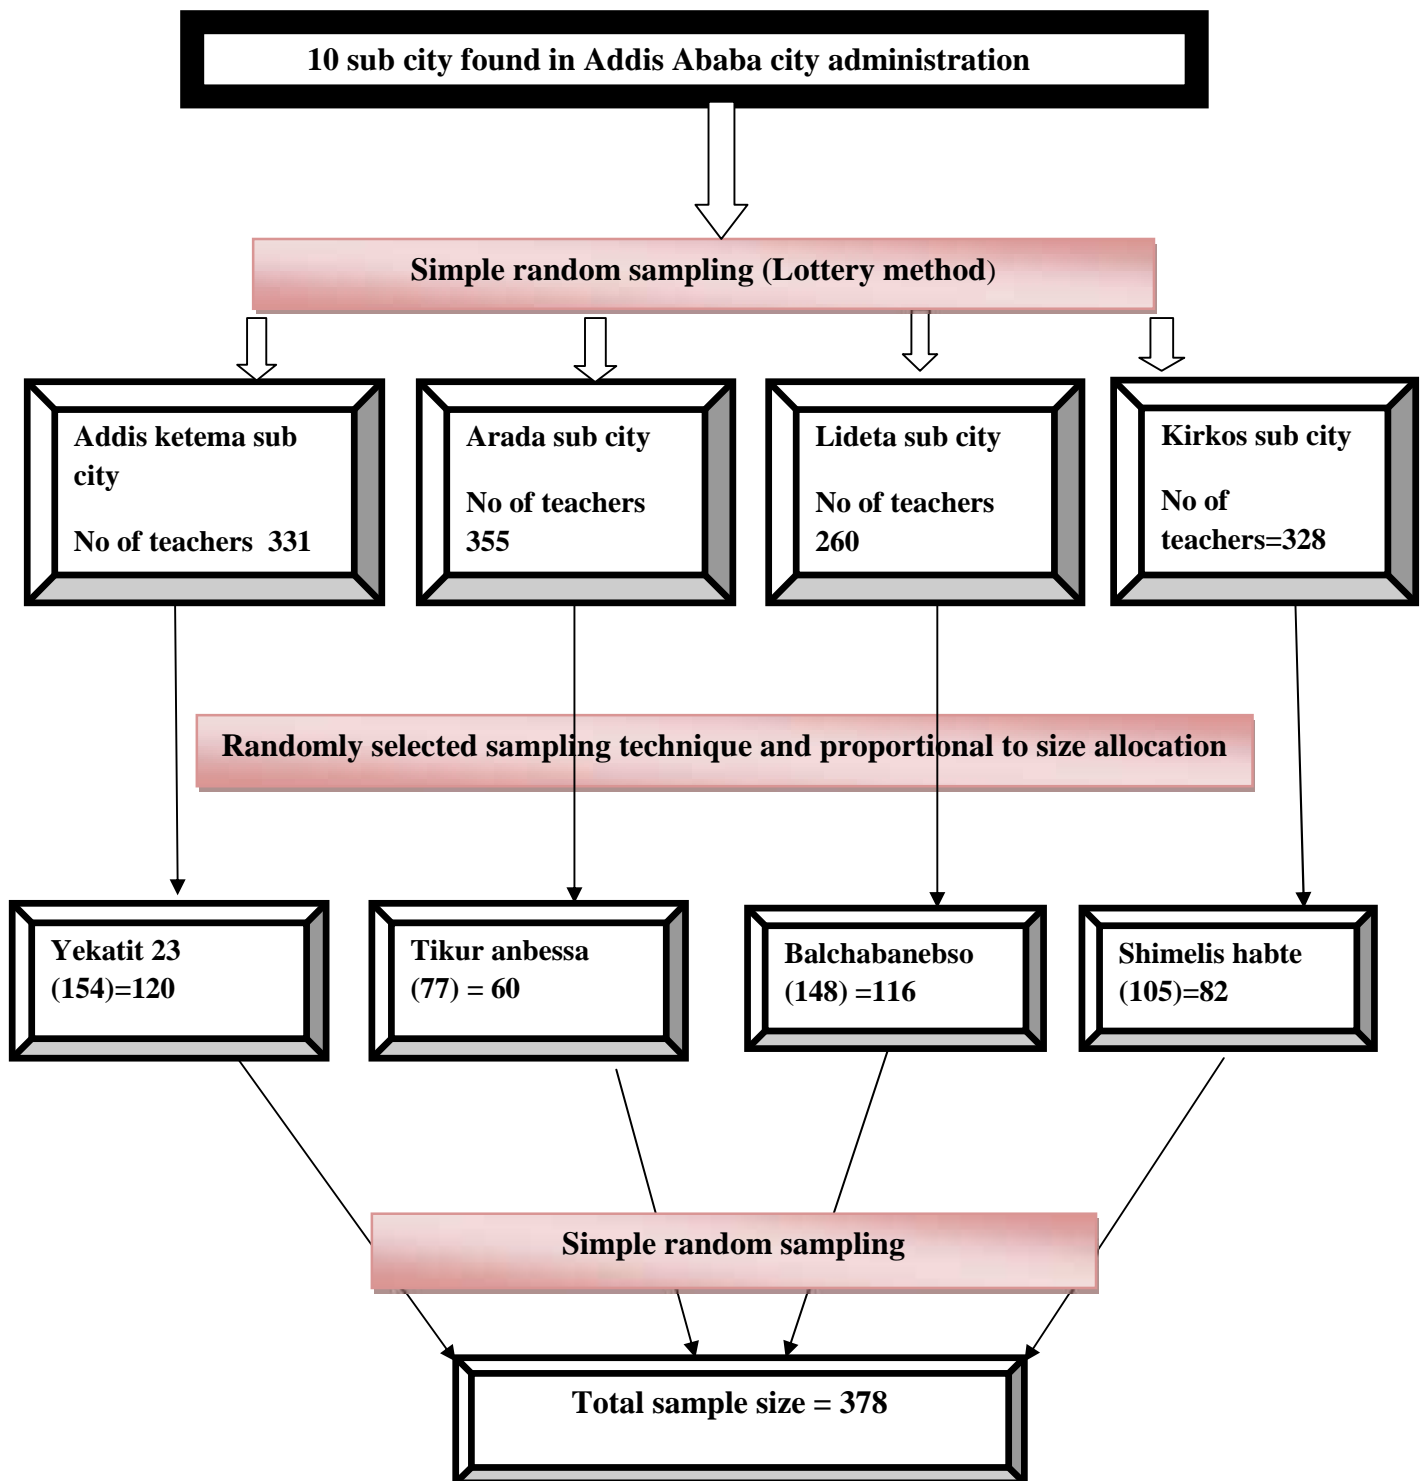 10 sub city found in Addis Ababa city administration
Simple random sampling (Lottery method)
Addis ketema sub
city
No of teachers 331
Arada sub city
No of teachers
355
Lideta sub city
No of teachers
260
Kirkos sub city
No of
teachers=328
Randomly selected sampling technique and proportional to size allocation
Yekatit 23
(154)=120
Tikur anbessa
(77) = 60
Balchabanebso
(148) =116
Shimelis habte
(105)=82
Simple random sampling
Total sample size = 378